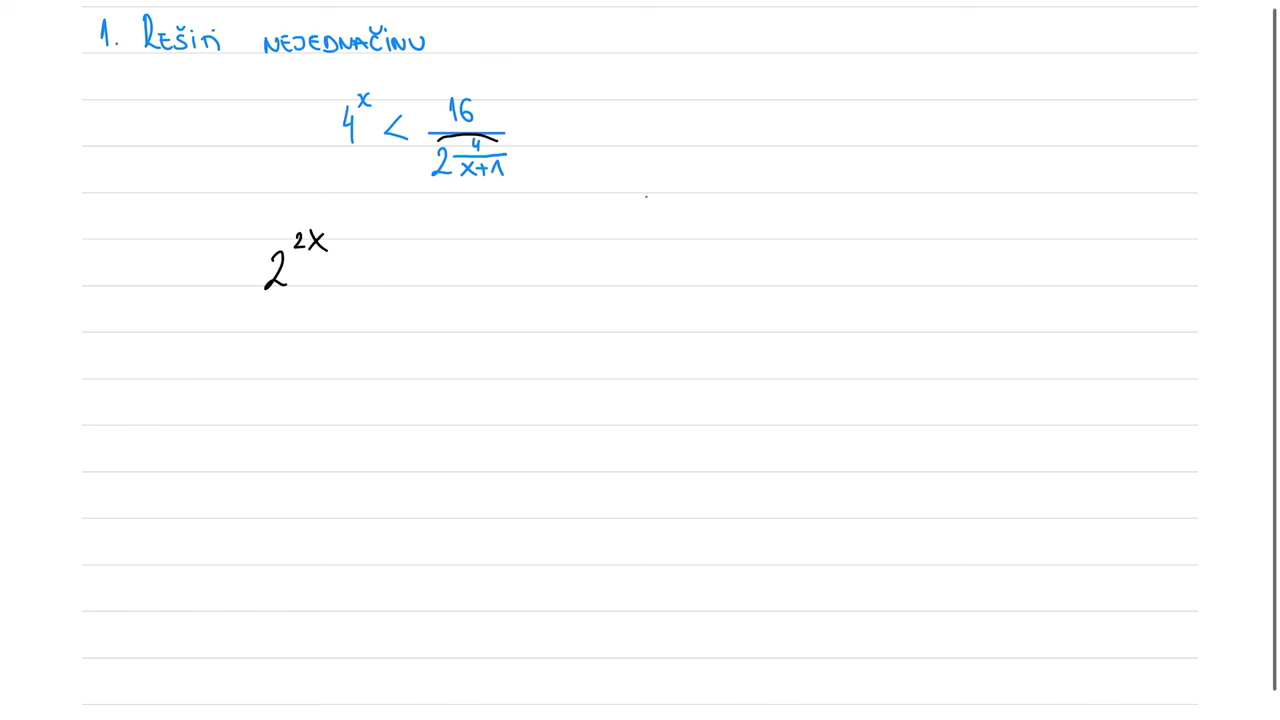 1. Rešiti nejednačinu
4^x < 16 / 2^(4/(x+1))
2^(2x)